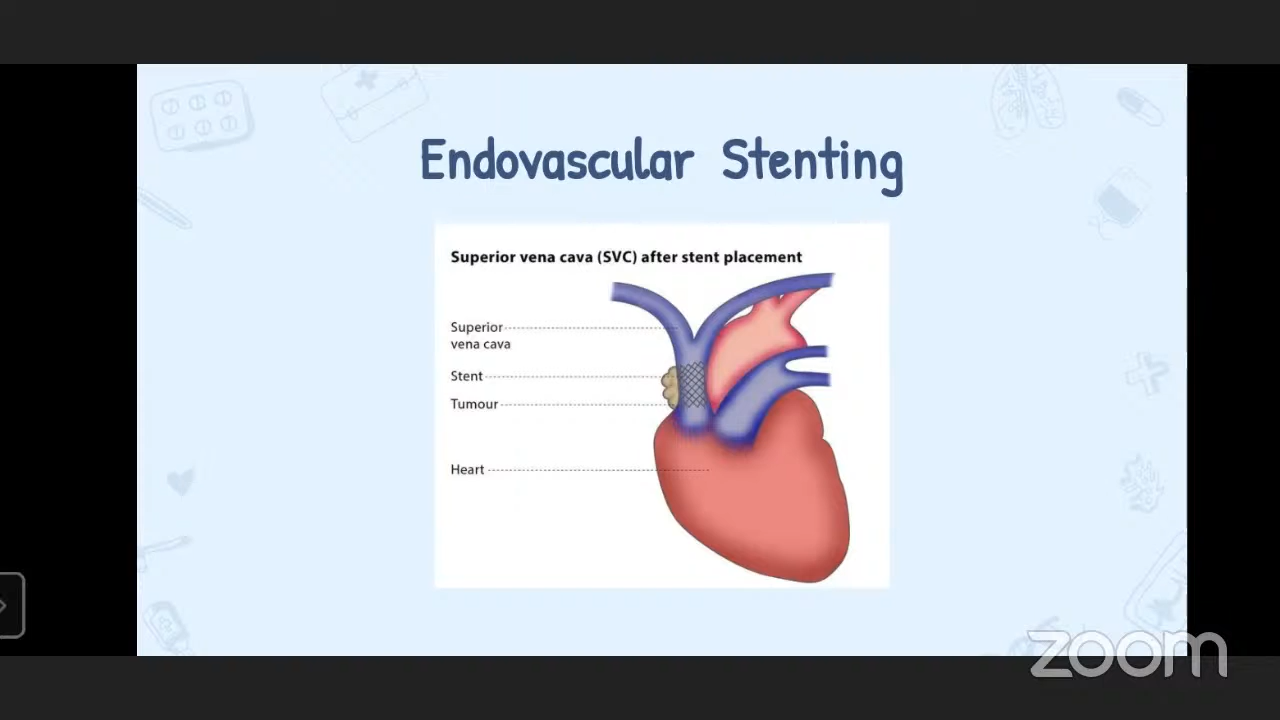 Endovascular Stenting
Superior vena cava (SVC) after stent placement
Superior
vena cava
Stent
Tumour
Heart
zoom